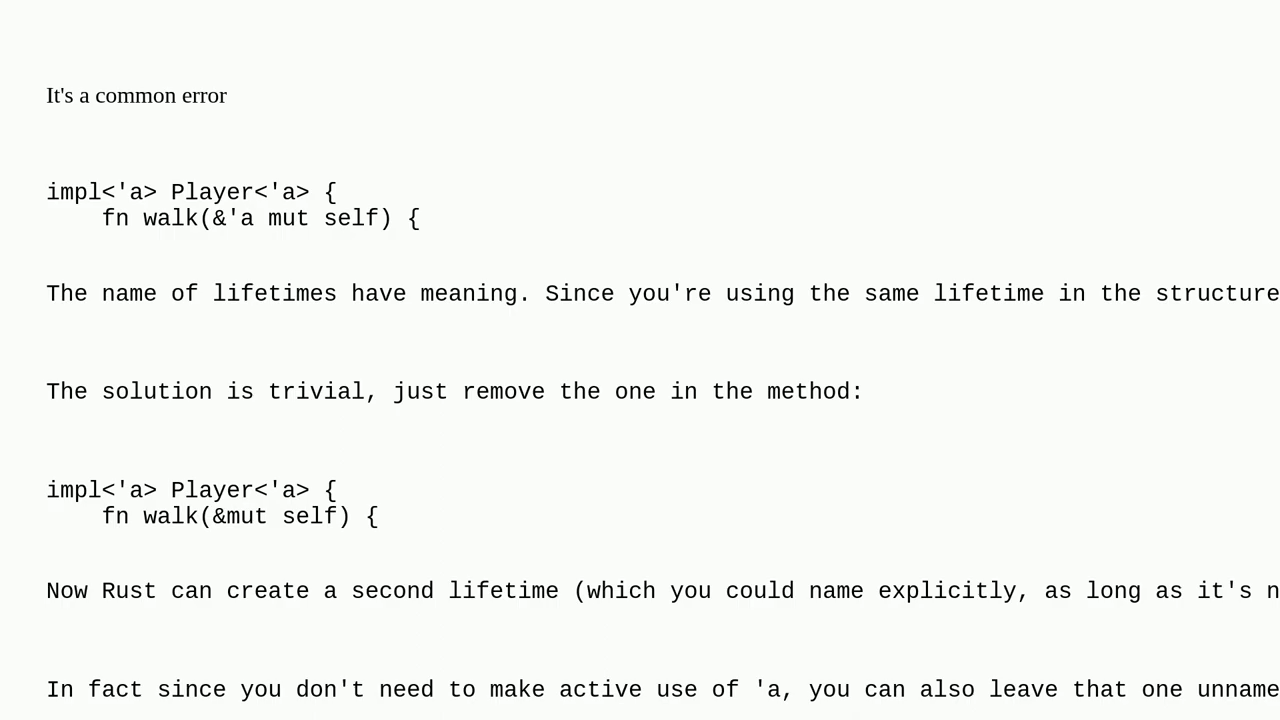 It's a common error
impl<'a> Player<'a> {
    fn walk(&'a mut self) {
The name of lifetimes have meaning. Since you're using the same lifetime in the structure
The solution is trivial, just remove the one in the method:
impl<'a> Player<'a> {
    fn walk(&mut self) {
Now Rust can create a second lifetime (which you could name explicitly, as long as it's n
In fact since you don't need to make active use of 'a, you can also leave that one unname